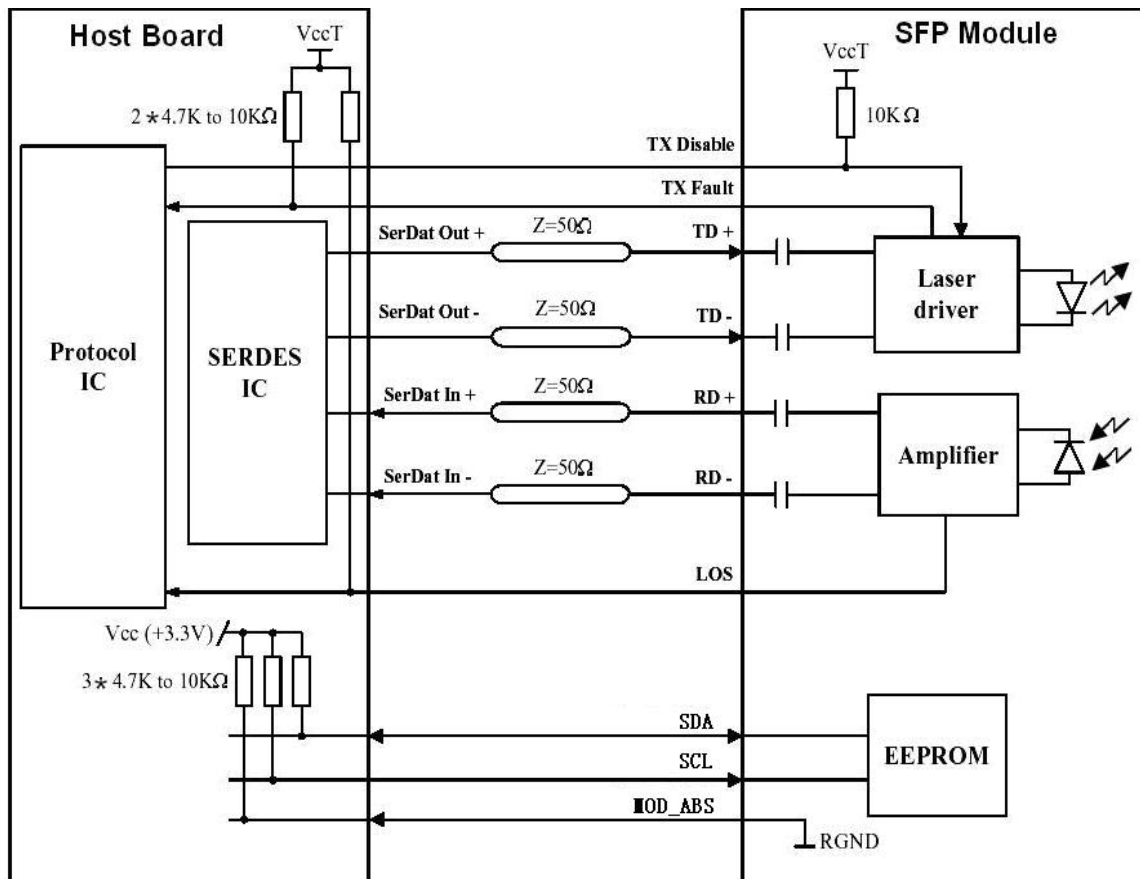 Host Board
SFP Module
VccT
VccT
2*4.7K to 10KΩ
10KΩ
TX Disable
TX Fault
SerDat Out +
Z=50Ω
TD +
Laser
driver
SerDat Out -
Z=50Ω
TD -
Protocol
IC
SERDES
IC
SerDat In +
Z=50Ω
RD +
Amplifier
SerDat In -
Z=50Ω
RD -
LOS
Vcc (+3.3V)
3*4.7K to 10KΩ
SDA
EEPROM
SCL
MOD_ABS
RGND